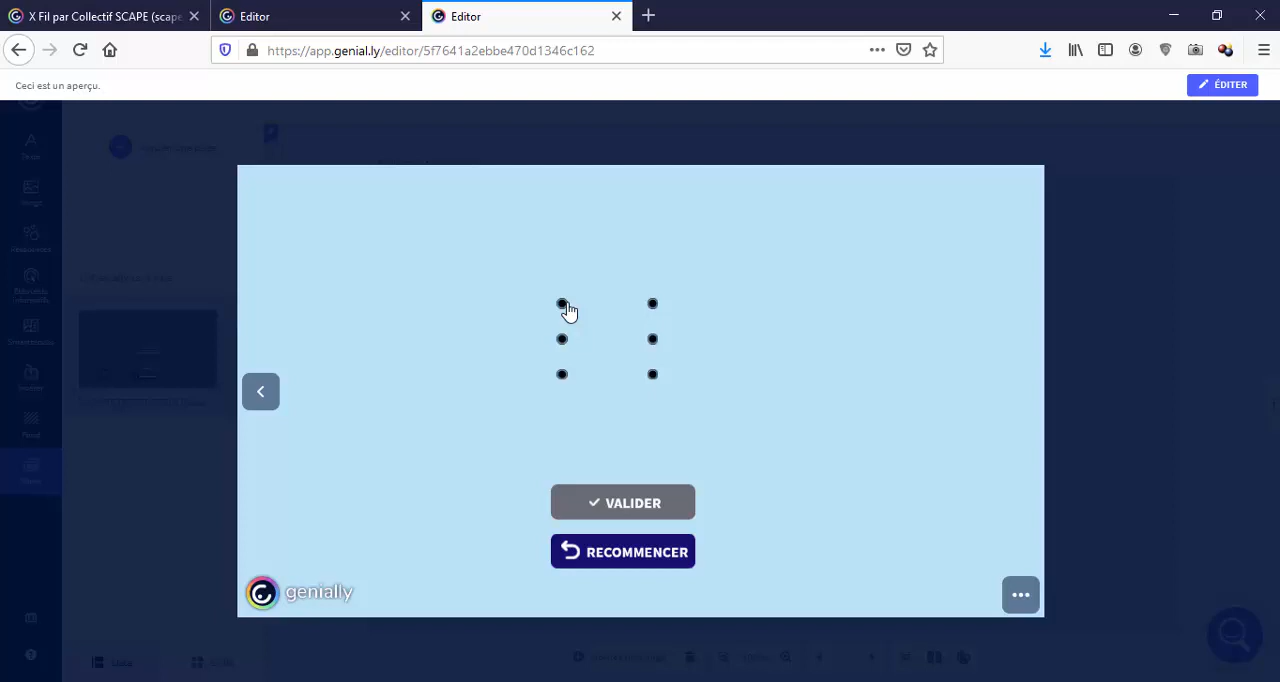 X Fil par Collectif SCAPE (scape
Editor
Editor
https://app.genial.ly/editor/5f7641a2ebbe470d1346c162
Ceci est un aperçu.
ÉDITER
VALIDER
RECOMMENCER
genially